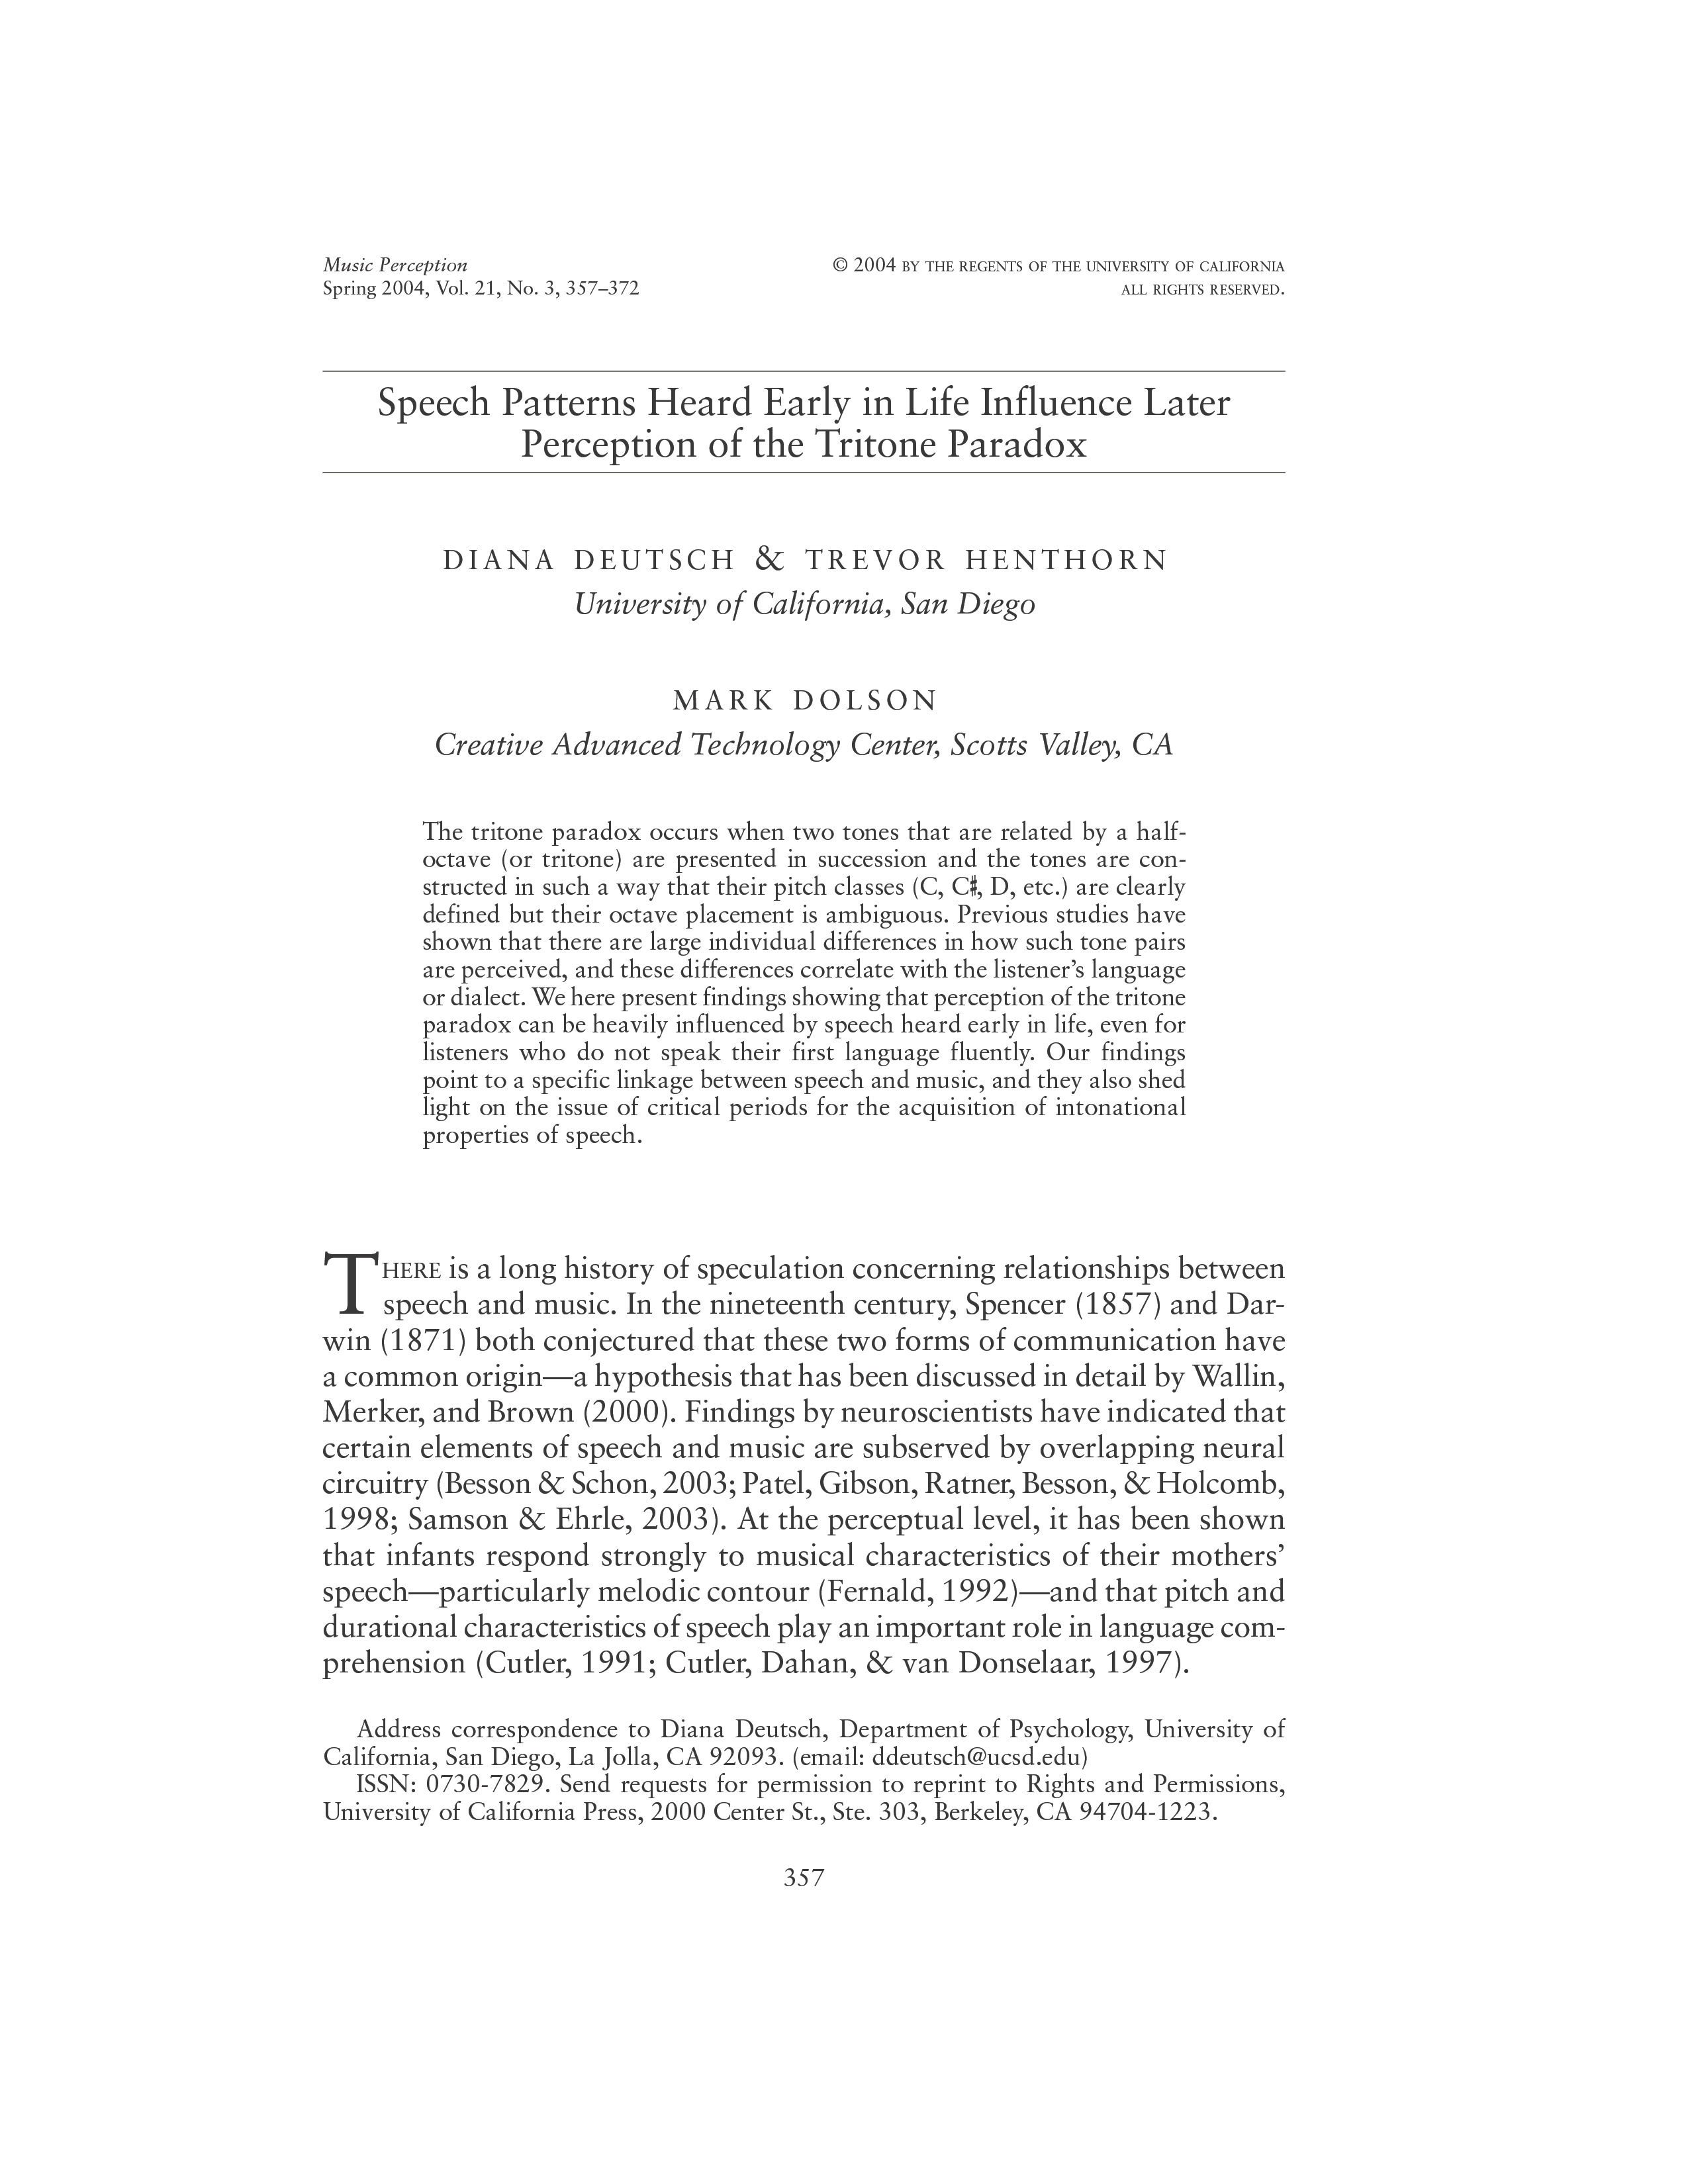 Music Perception
Spring 2004, Vol. 21, No. 3, 357–372
© 2004 BY THE REGENTS OF THE UNIVERSITY OF CALIFORNIA
ALL RIGHTS RESERVED.
Speech Patterns Heard Early in Life Influence Later
Perception of the Tritone Paradox
DIANA DEUTSCH & TREVOR HENTHORN
University of California, San Diego
MARK DOLSON
Creative Advanced Technology Center, Scotts Valley, CA
The tritone paradox occurs when two tones that are related by a half-
octave (or tritone) are presented in succession and the tones are con-
structed in such a way that their pitch classes (C, C♯, D, etc.) are clearly
defined but their octave placement is ambiguous. Previous studies have
shown that there are large individual differences in how such tone pairs
are perceived, and these differences correlate with the listener’s language
or dialect. We here present findings showing that perception of the tritone
paradox can be heavily influenced by speech heard early in life, even for
listeners who do not speak their first language fluently. Our findings
point to a specific linkage between speech and music, and they also shed
light on the issue of critical periods for the acquisition of intonational
properties of speech.
THERE is a long history of speculation concerning relationships between
speech and music. In the nineteenth century, Spencer (1857) and Dar-
win (1871) both conjectured that these two forms of communication have
a common origin—a hypothesis that has been discussed in detail by Wallin,
Merker, and Brown (2000). Findings by neuroscientists have indicated that
certain elements of speech and music are subserved by overlapping neural
circuitry (Besson & Schon, 2003; Patel, Gibson, Ratner, Besson, & Holcomb,
1998; Samson & Ehrle, 2003). At the perceptual level, it has been shown
that infants respond strongly to musical characteristics of their mothers’
speech—particularly melodic contour (Fernald, 1992)—and that pitch and
durational characteristics of speech play an important role in language com-
prehension (Cutler, 1991; Cutler, Dahan, & van Donselaar, 1997).
Address correspondence to Diana Deutsch, Department of Psychology, University of
California, San Diego, La Jolla, CA 92093. (email: ddeutsch@ucsd.edu)
ISSN: 0730-7829. Send requests for permission to reprint to Rights and Permissions,
University of California Press, 2000 Center St., Ste. 303, Berkeley, CA 94704-1223.
357